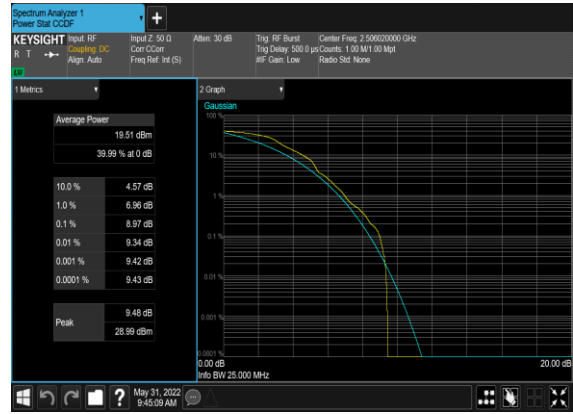 Spectrum Analyzer 1
Power Stat CCDF
+
KEYSIGHT
R T
LW
Input: RF
Coupling: DC
Align: Auto
Input Z: 50 Ω
Corr CCorr
Freq Ref: Int (S)
Atten: 30 dB
Trig: RF Burst
Trig Delay: 500.0 µs
#IF Gain: Low
Center Freq: 2.506020000 GHz
Counts: 1.00 M/1.00 Mpt
Radio Std: None
1 Metrics
Average Power
19.51 dBm
39.99 % at 0 dB
10.0 % 4.57 dB
1.0 % 6.96 dB
0.1 % 8.97 dB
0.01 % 9.34 dB
0.001 % 9.42 dB
0.0001 % 9.43 dB
Peak
9.48 dB
28.99 dBm
2 Graph
Gaussian
100 %
10 %
1 %
0.1 %
0.01 %
0.001 %
0.0001 %
0.00 dB
20.00 dB
Info BW 25.000 MHz
?
May 31, 2022
9:45:09 AM